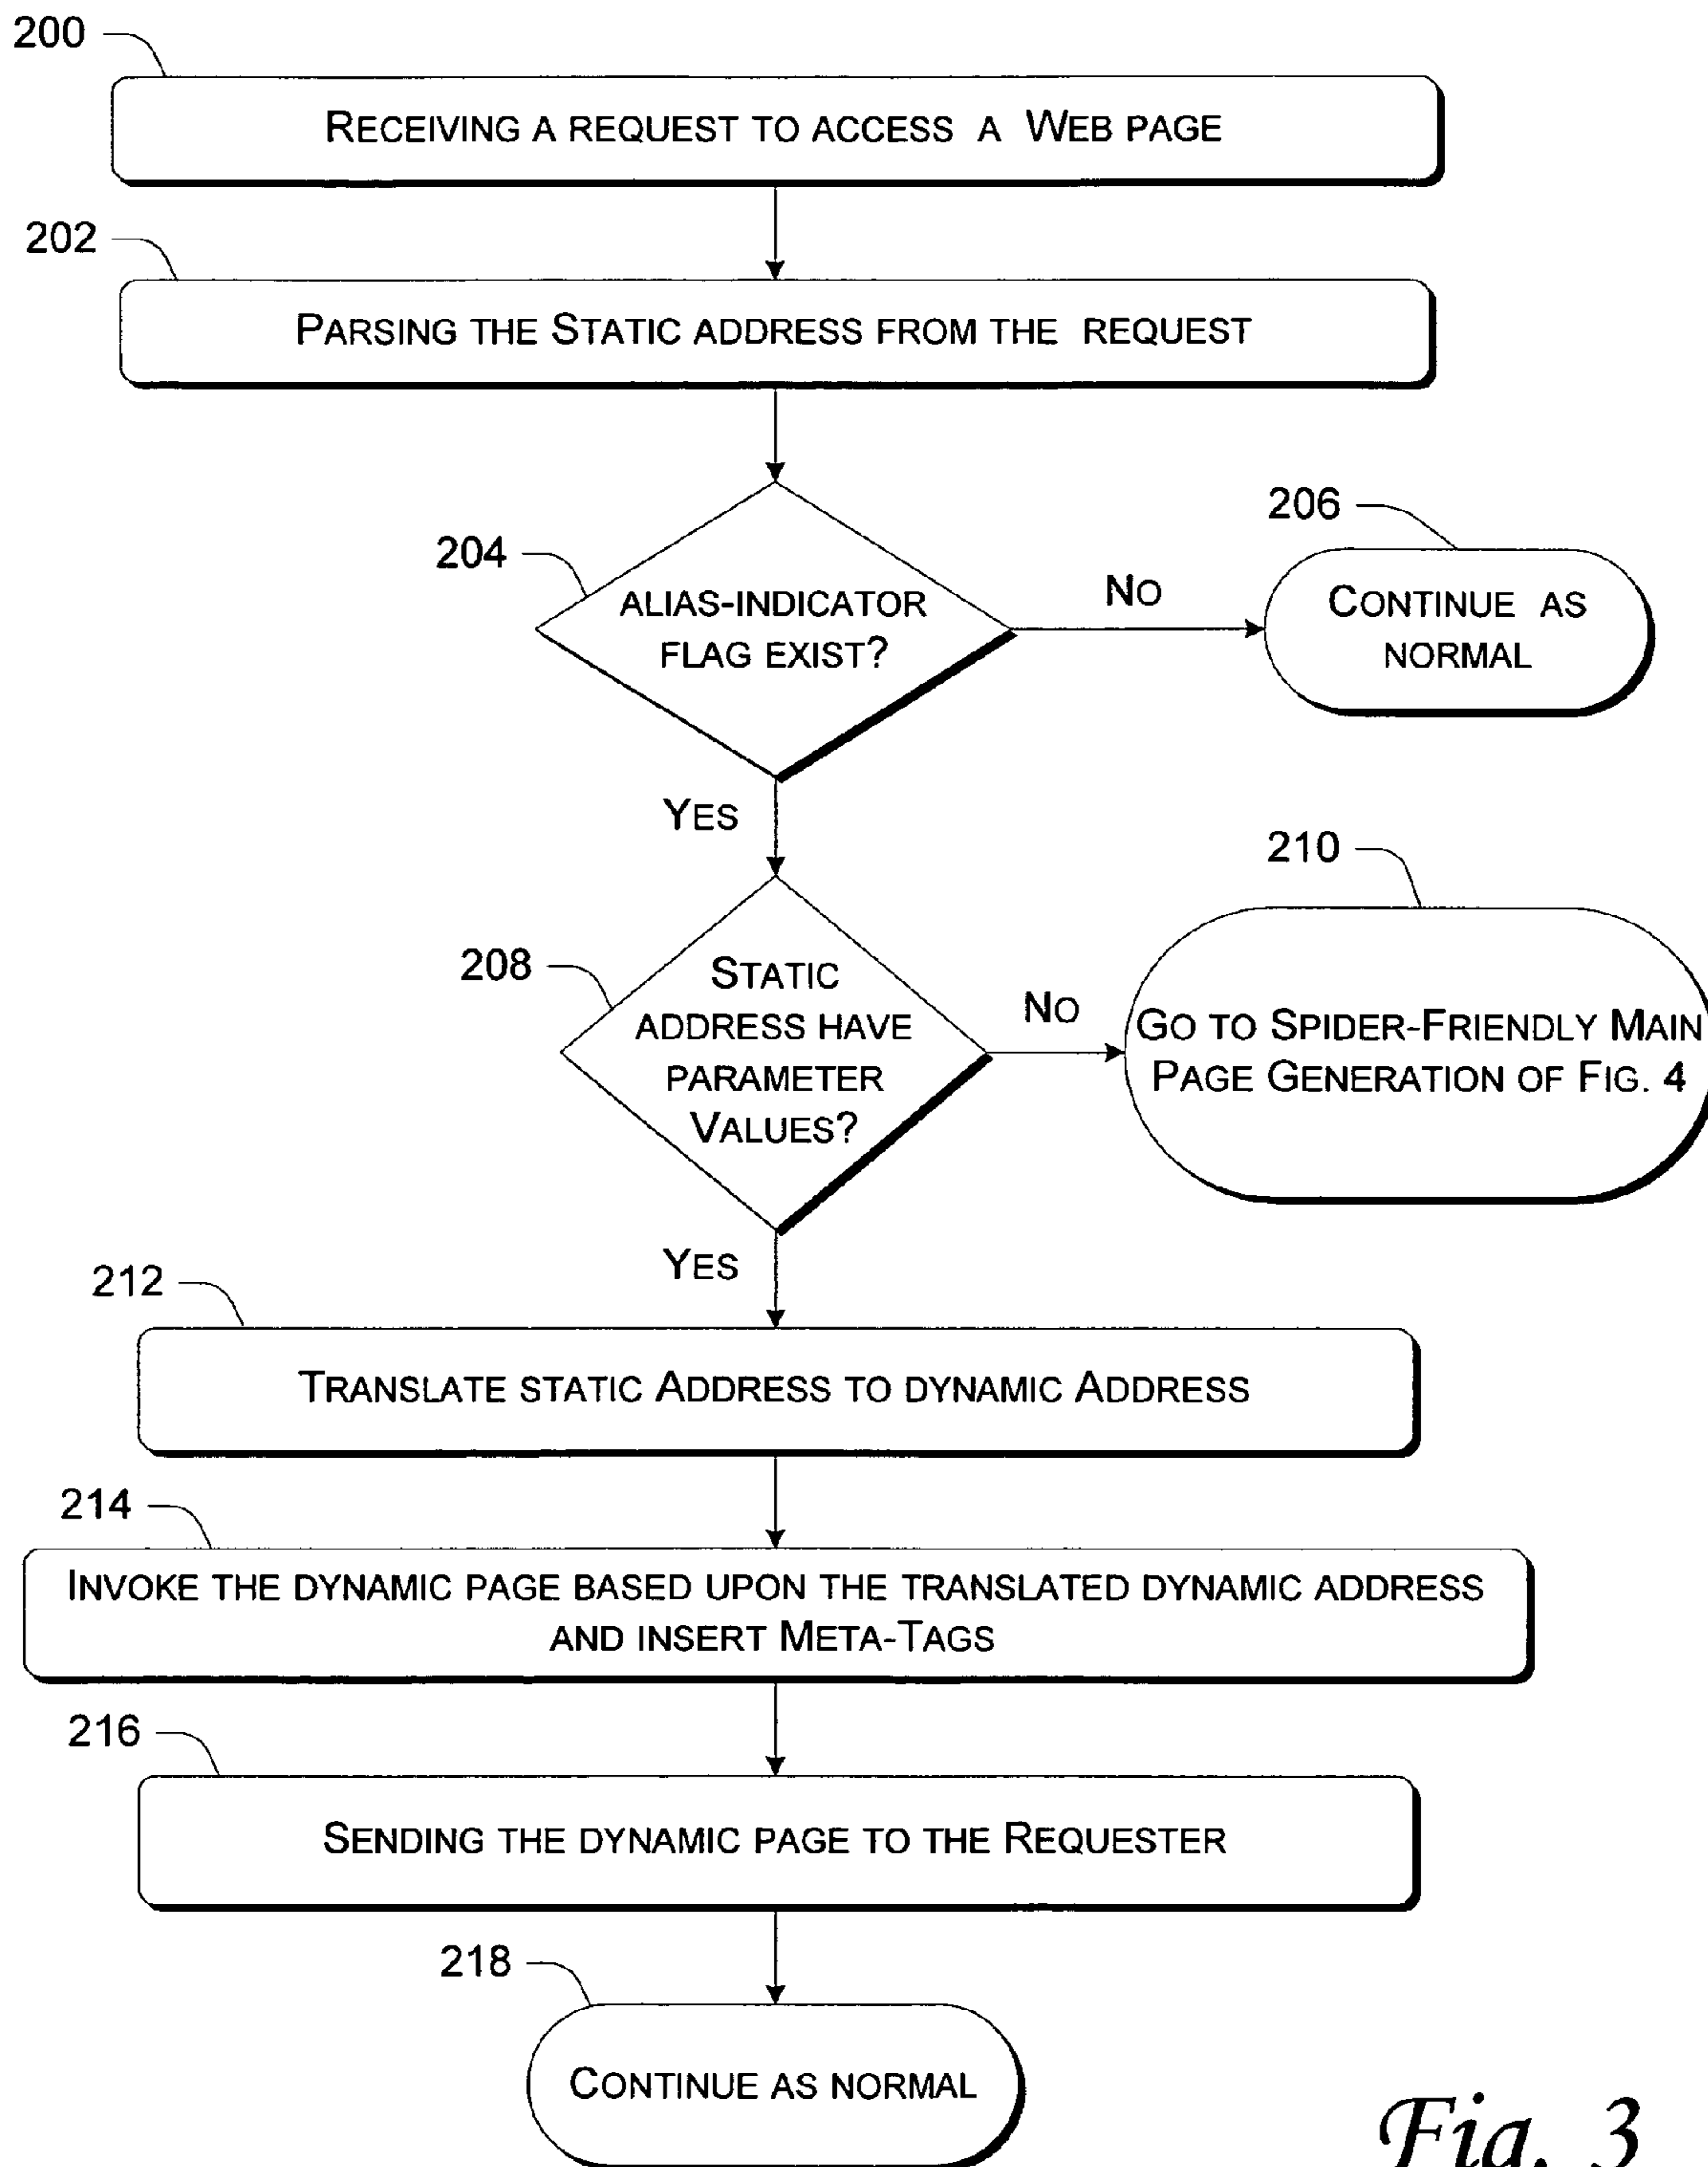 200
RECEIVING A REQUEST TO ACCESS A WEB PAGE
202
PARSING THE STATIC ADDRESS FROM THE REQUEST
204
ALIAS-INDICATOR
FLAG EXIST?
NO
206
CONTINUE AS
NORMAL
YES
208
STATIC
ADDRESS HAVE
PARAMETER
VALUES?
NO
210
GO TO SPIDER-FRIENDLY MAIN
PAGE GENERATION OF FIG. 4
YES
212
TRANSLATE STATIC ADDRESS TO DYNAMIC ADDRESS
214
INVOKE THE DYNAMIC PAGE BASED UPON THE TRANSLATED DYNAMIC ADDRESS
AND INSERT META-TAGS
216
SENDING THE DYNAMIC PAGE TO THE REQUESTER
218
CONTINUE AS NORMAL
Fig. 3